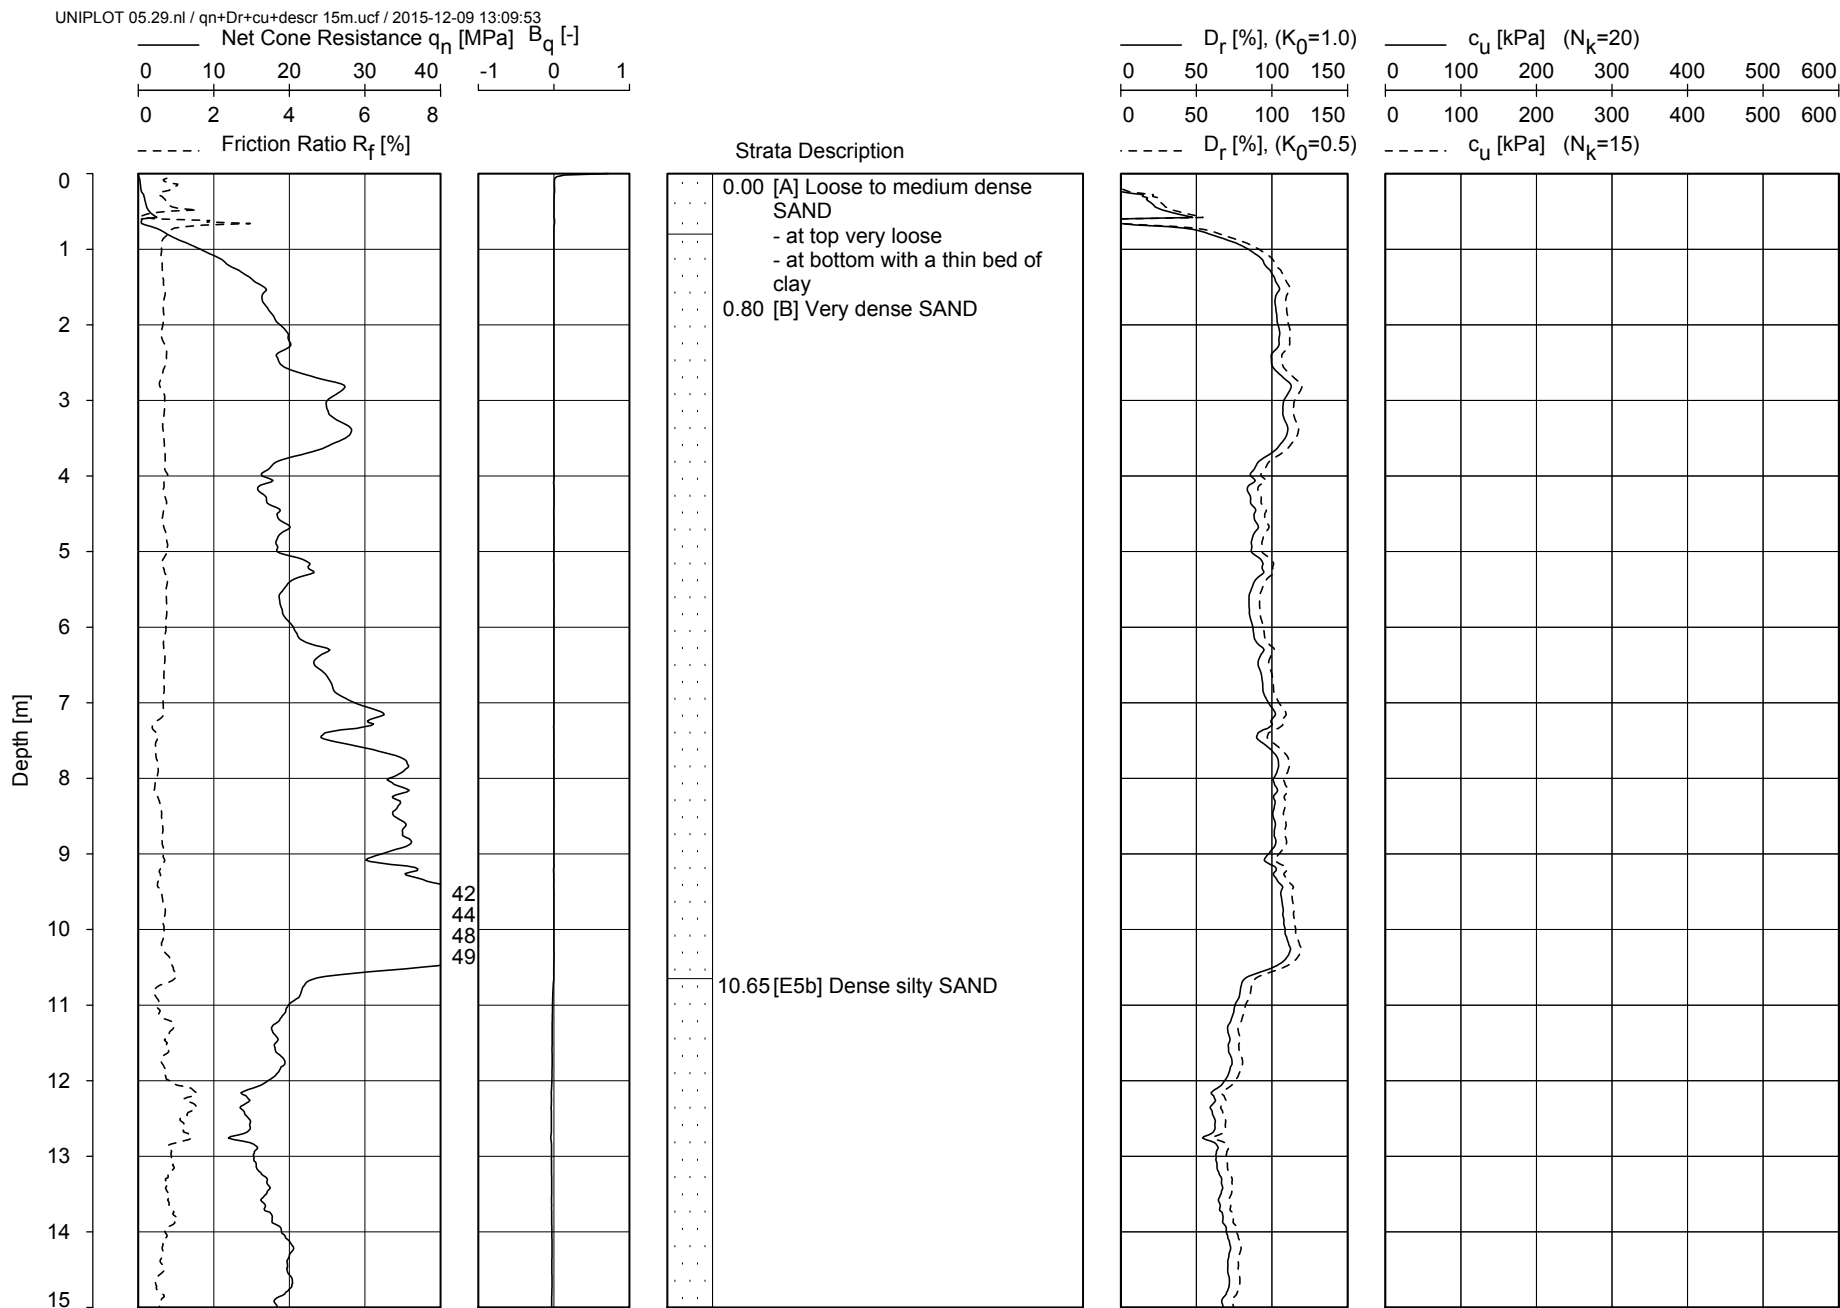 UNIPLOT 05.29.nl / qn+Dr+cu+descr 15m.ucf / 2015-12-09 13:09:53
Net Cone Resistance qn [MPa] Bq [-]
Dr [%], (K0=1.0) cu [kPa] (Nk=20)
0 10 20 30 40 -1 0 1 0 50 100 150 0 100 200 300 400 500 600
0 2 4 6 8 0 50 100 150 0 100 200 300 400 500 600
Friction Ratio Rf [%] Dr [%], (K0=0.5) cu [kPa] (Nk=15)
Strata Description
0
0.00 [A] Loose to medium dense
SAND
- at top very loose
1
- at bottom with a thin bed of
clay
0.80 [B] Very dense SAND
2
3
4
5
6
7
Depth [m]
8
9
42
44
10
48
49
10.65 [E5b] Dense silty SAND
11
12
13
14
15